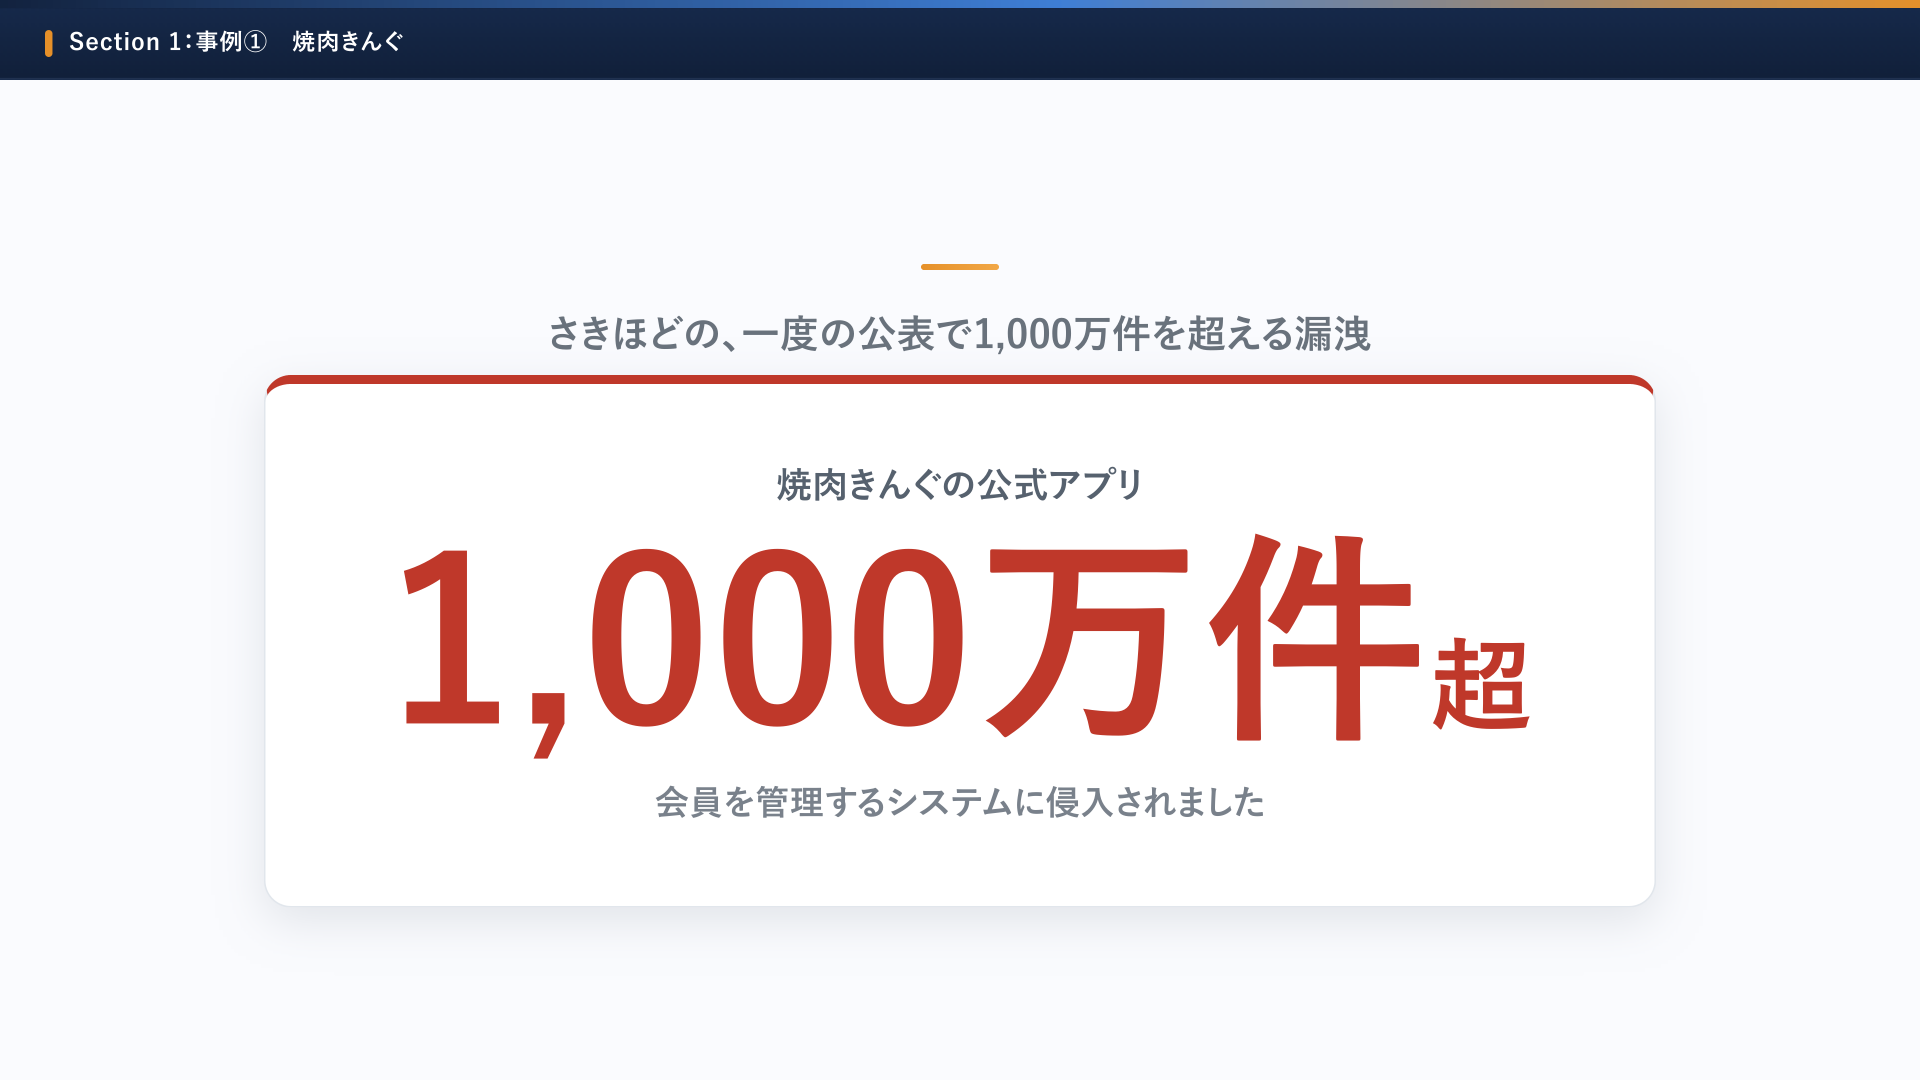 Section 1：事例①　焼肉きんぐ
さきほどの、一度の公表で1,000万件を超える漏洩
焼肉きんぐの公式アプリ
1,000万件超
会員を管理するシステムに侵入されました